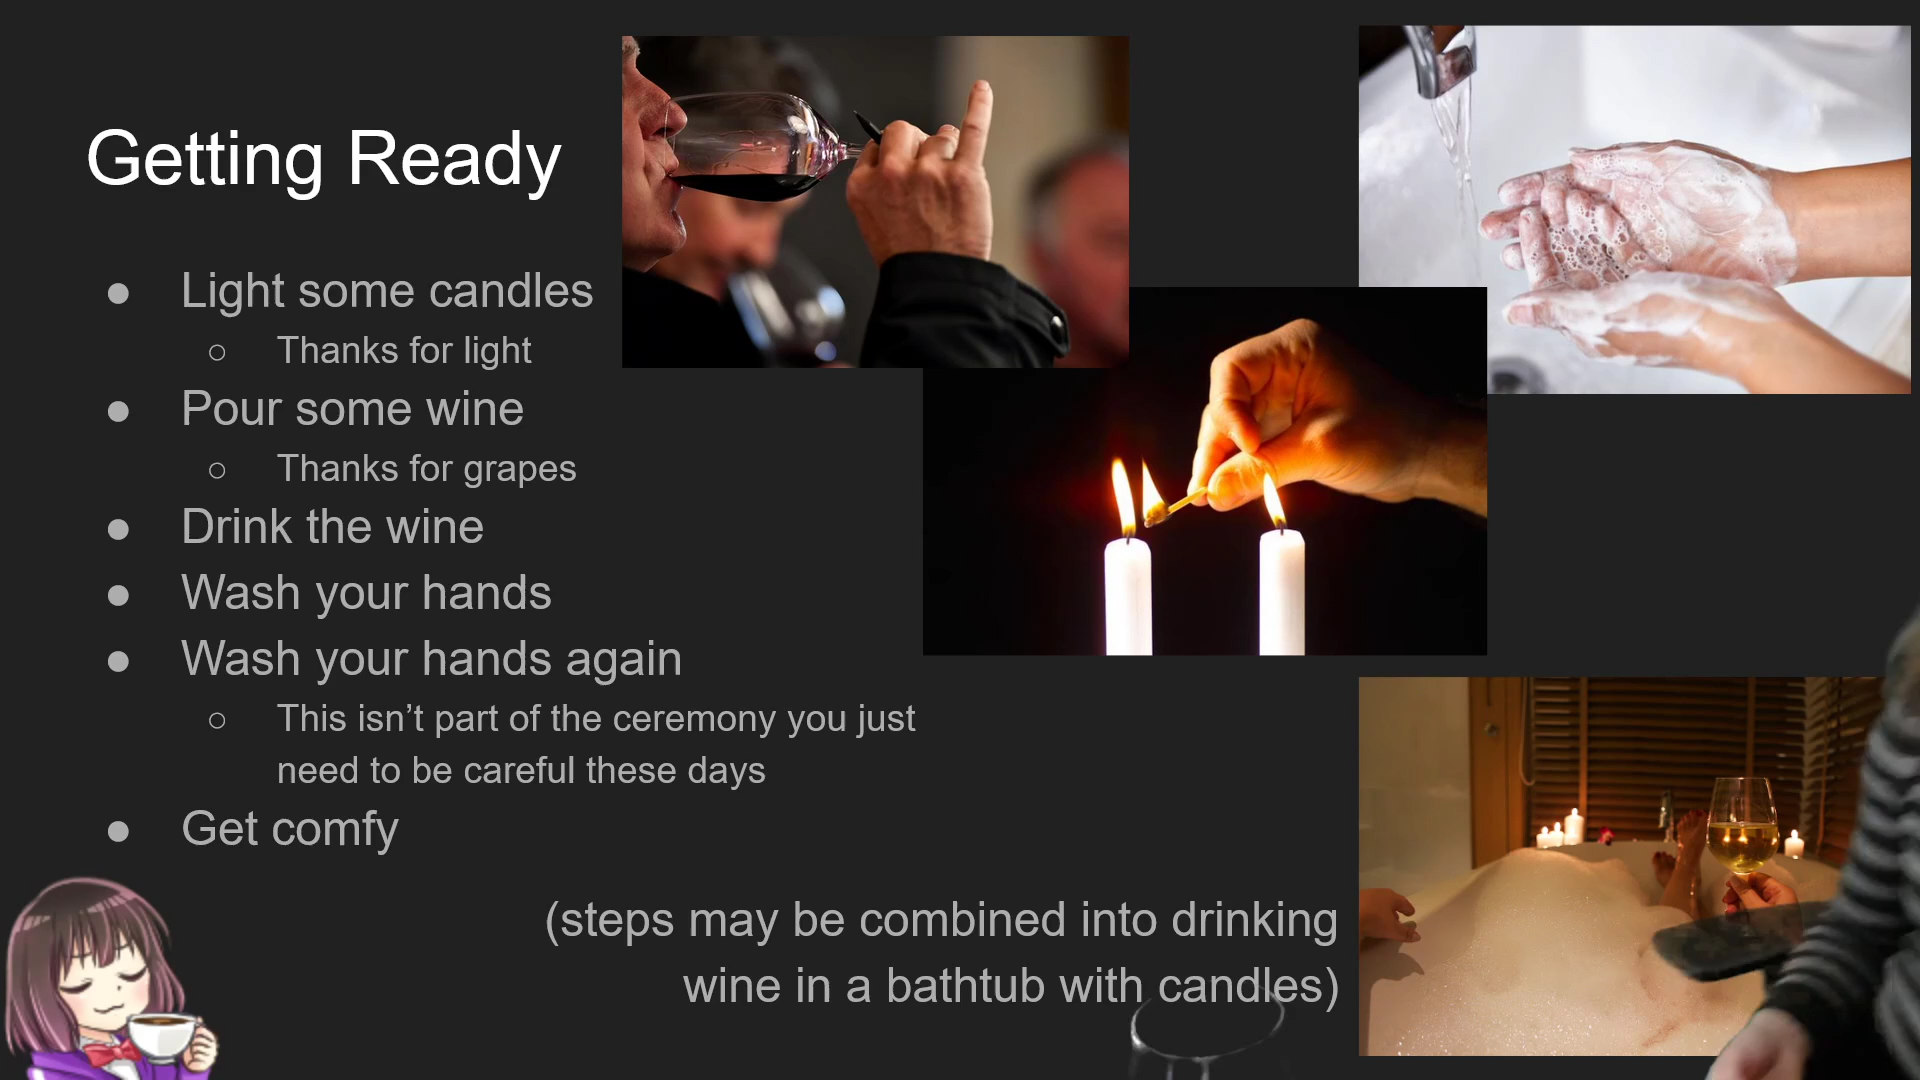 Getting Ready
● Light some candles
○ Thanks for light
● Pour some wine
○ Thanks for grapes
● Drink the wine
● Wash your hands
● Wash your hands again
○ This isn’t part of the ceremony you just
need to be careful these days
● Get comfy
(steps may be combined into drinking
wine in a bathtub with candles)